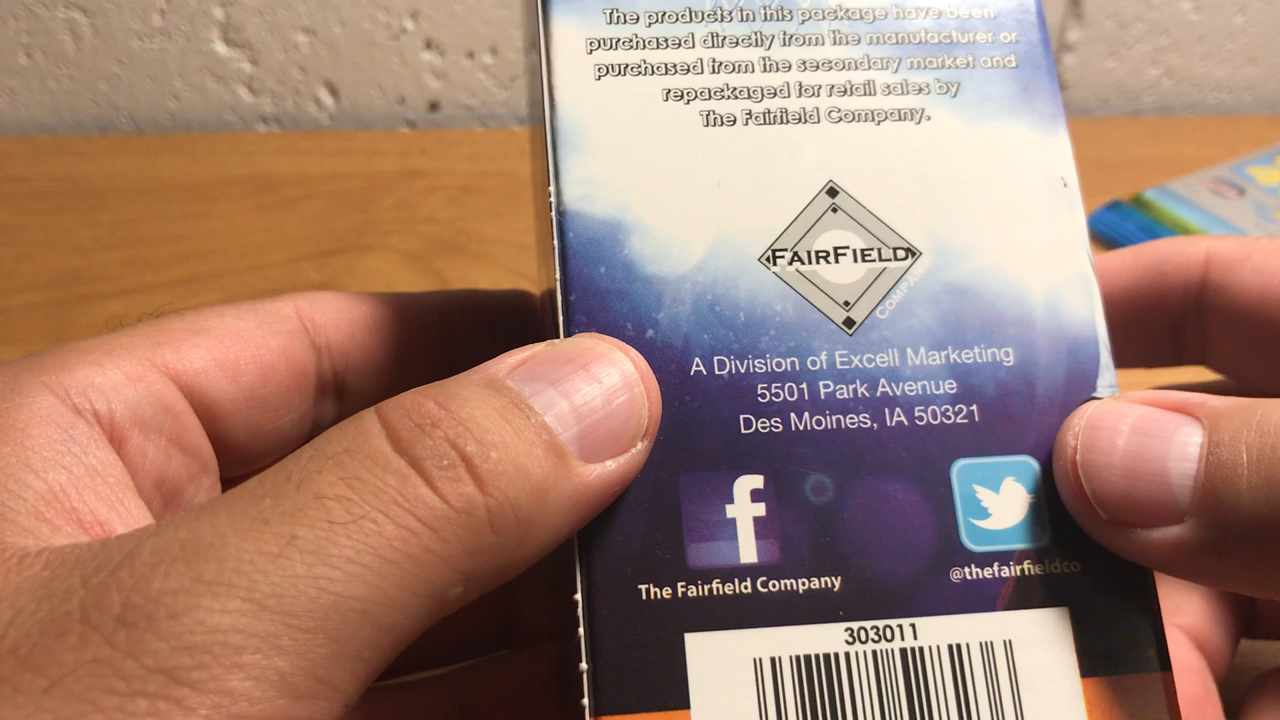 The products in this package have been
purchased directly from the manufacturer or
purchased from the secondary market and
repackaged for retail sales by
The Fairfield Company.
FAIRFIELD
COMPANY
A Division of Excell Marketing
5501 Park Avenue
Des Moines, IA 50321
The Fairfield Company
@thefairfieldco
303011